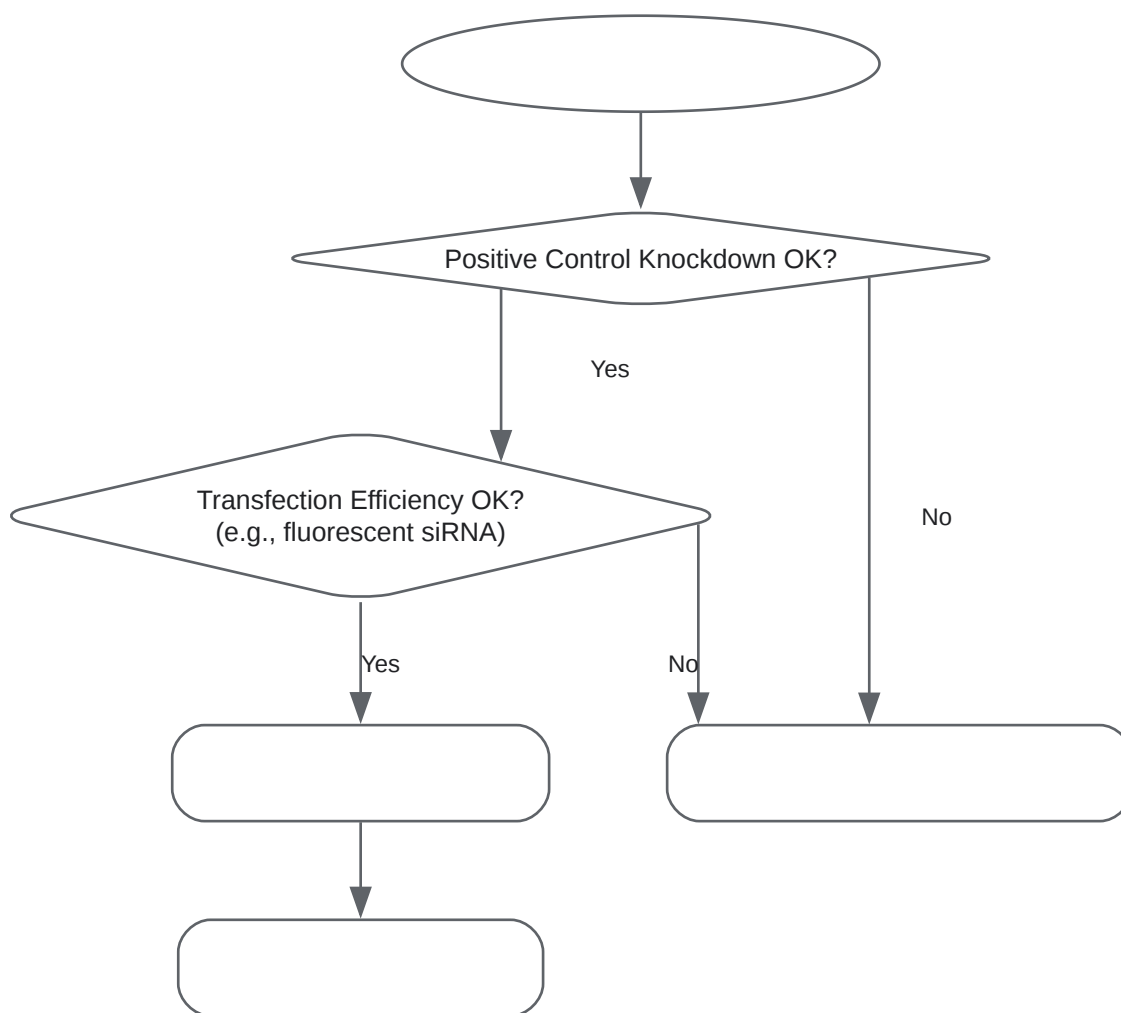 Positive Control Knockdown OK?
Yes
Transfection Efficiency OK?
(e.g., fluorescent siRNA)
No
Yes
No